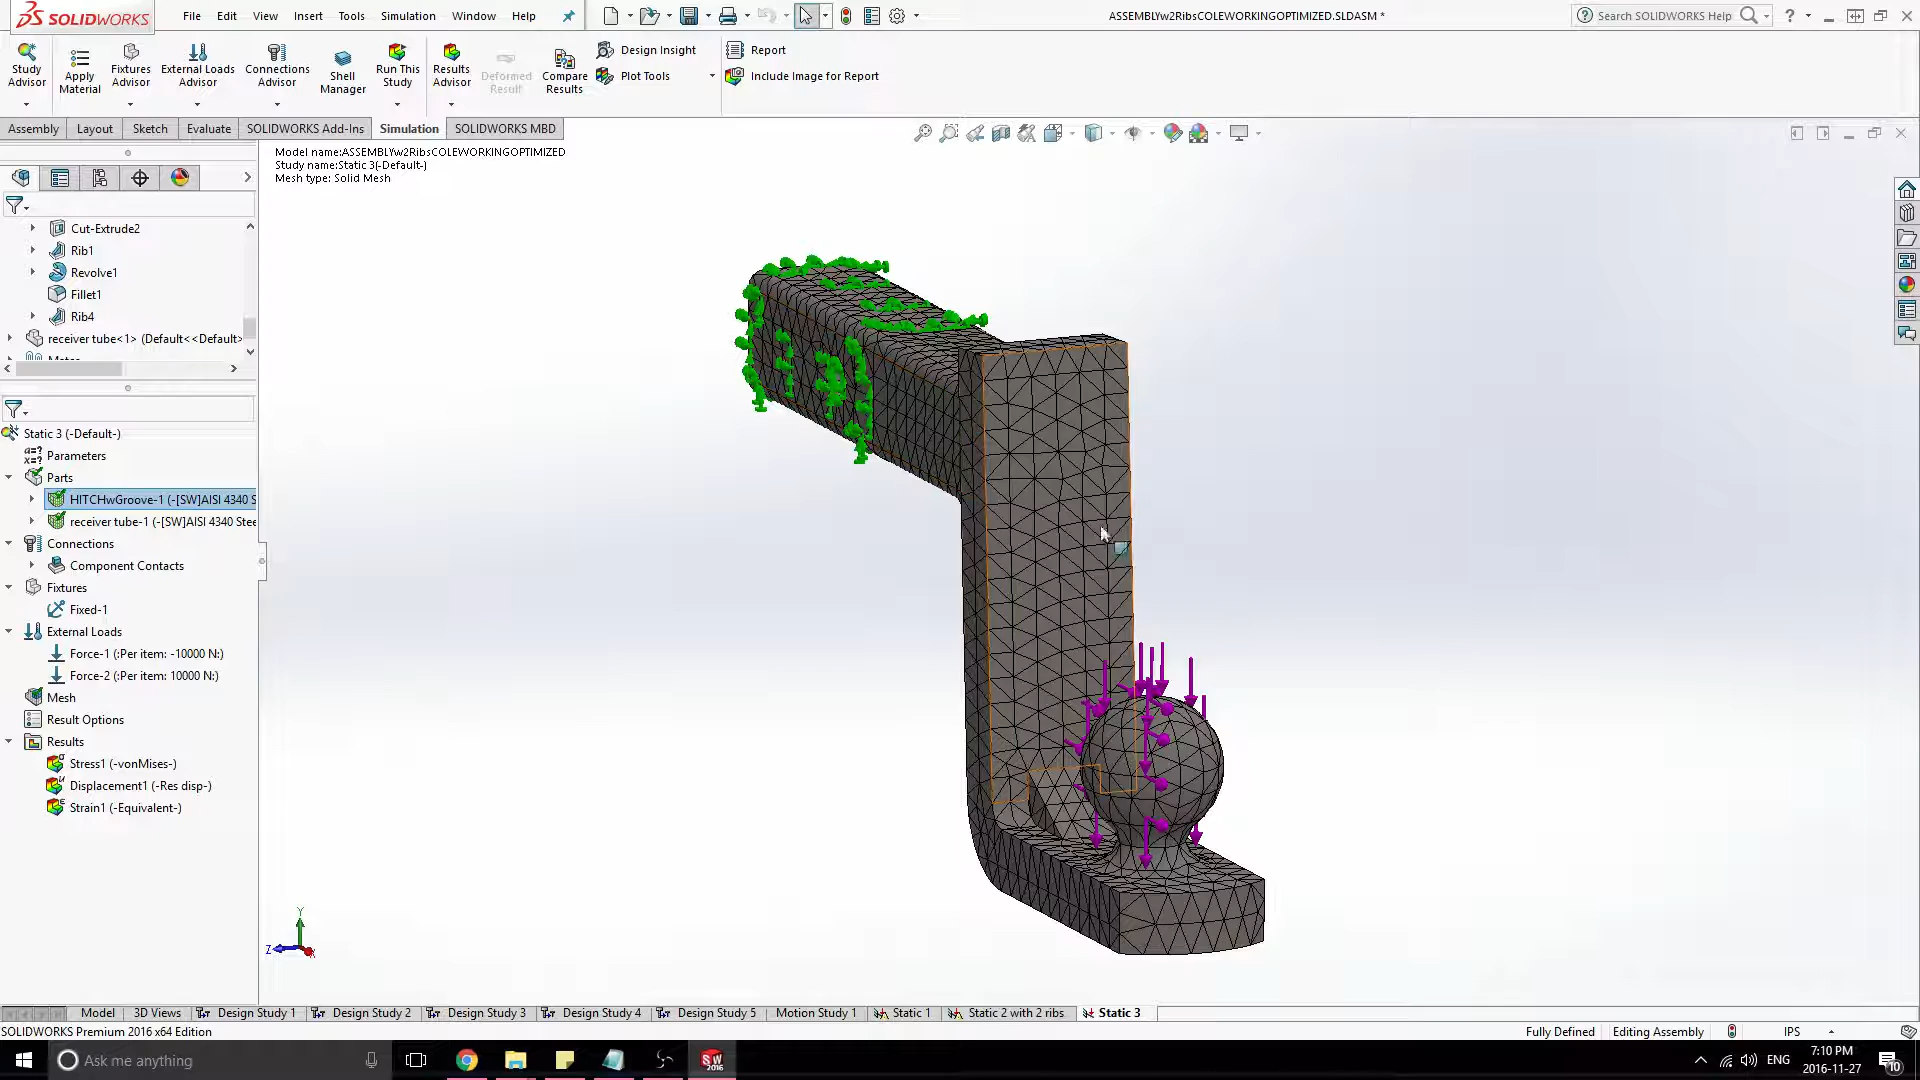 SOLIDWORKS
File Edit View Insert Tools Simulation Window Help
ASSEMBLYw2RibsCOLEWORKINGOPTIMIZED.SLDASM *
Search SOLIDWORKS Help
Study Advisor
Apply Material
Fixtures Advisor
External Loads Advisor
Connections Advisor
Shell Manager
Run This Study
Results Advisor
Deformed Result
Compare Results
Design Insight
Plot Tools
Report
Include Image for Report
Assembly Layout Sketch Evaluate SOLIDWORKS Add-Ins Simulation SOLIDWORKS MBD
Model name:ASSEMBLYw2RibsCOLEWORKINGOPTIMIZED
Study name:Static 3(-Default-)
Mesh type: Solid Mesh
Cut-Extrude2
Rib1
Revolve1
Fillet1
Rib4
receiver tube<1> (Default<<Default>
Static 3 (-Default-)
Parameters
Parts
HITCHwGroove-1 (-[SW]AISI 4340 S
receiver tube-1 (-[SW]AISI 4340 Stee
Connections
Component Contacts
Fixtures
Fixed-1
External Loads
Force-1 (:Per item: -10000 N:)
Force-2 (:Per item: 10000 N:)
Mesh
Result Options
Results
Stress1 (-vonMises-)
Displacement1 (-Res disp-)
Strain1 (-Equivalent-)
Y
Z
X
Model 3D Views Design Study 1 Design Study 2 Design Study 3 Design Study 4 Design Study 5 Motion Study 1 Static 1 Static 2 with 2 ribs Static 3
SOLIDWORKS Premium 2016 x64 Edition
Fully Defined Editing Assembly IPS
Ask me anything
SW 2016
ENG
7:10 PM
2016-11-27
10